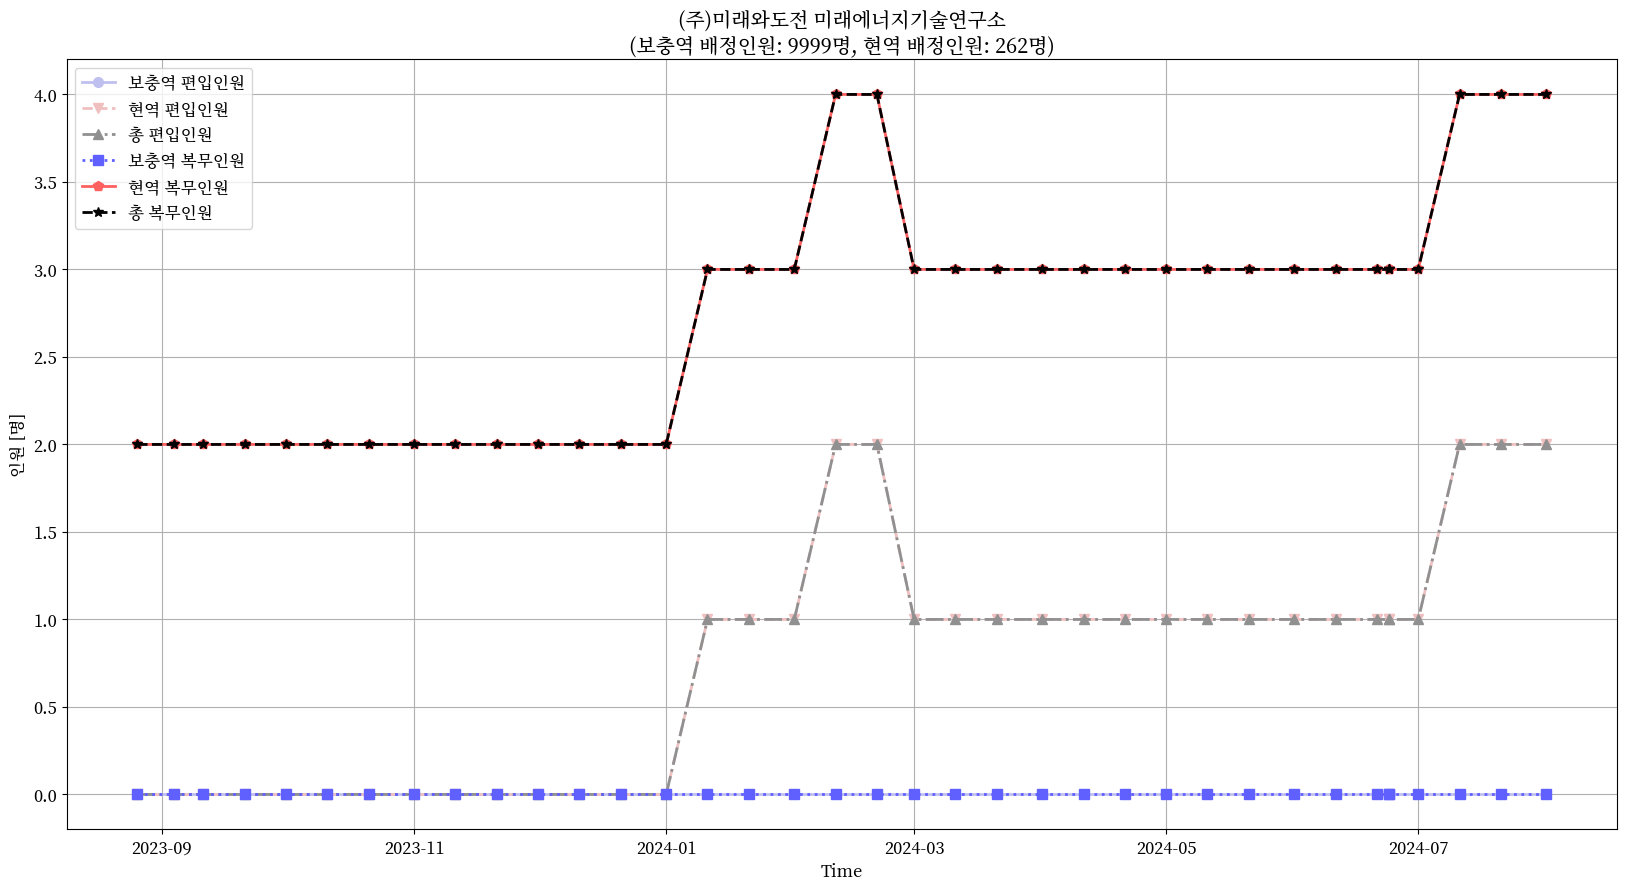 (주)미래와도전 미래에너지기술연구소
(보충역 배정인원: 9999명, 현역 배정인원: 262명)
보충역 편입인원
현역 편입인원
총 편입인원
보충역 복무인원
현역 복무인원
총 복무인원
4.0
3.5
3.0
2.5
2.0
1.5
1.0
0.5
0.0
인원 [명]
2023-09
2023-11
2024-01
2024-03
2024-05
2024-07
Time